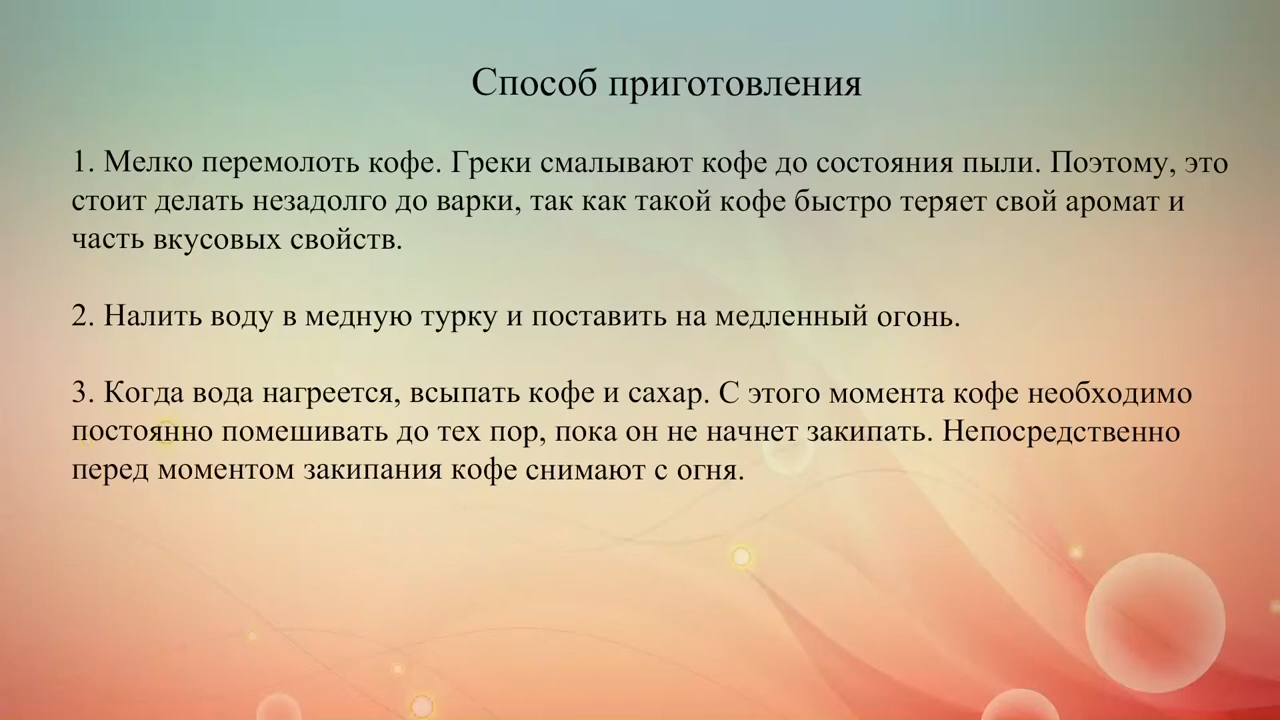 Способ приготовления
1. Мелко перемолоть кофе. Греки смалывают кофе до состояния пыли. Поэтому, это
стоит делать незадолго до варки, так как такой кофе быстро теряет свой аромат и
часть вкусовых свойств.
2. Налить воду в медную турку и поставить на медленный огонь.
3. Когда вода нагреется, всыпать кофе и сахар. С этого момента кофе необходимо
постоянно помешивать до тех пор, пока он не начнет закипать. Непосредственно
перед моментом закипания кофе снимают с огня.